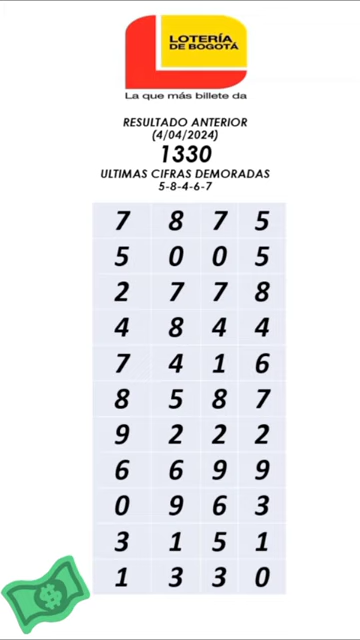 LOTERÍA
DE BOGOTÁ
La que más billete da
RESULTADO ANTERIOR
(4/04/2024)
1330
ULTIMAS CIFRAS DEMORADAS
5-8-4-6-7
7 8 7 5
5 0 0 5
2 7 7 8
4 8 4 4
7 4 1 6
8 5 8 7
9 2 2 2
6 6 9 9
0 9 6 3
3 1 5 1
1 3 3 0